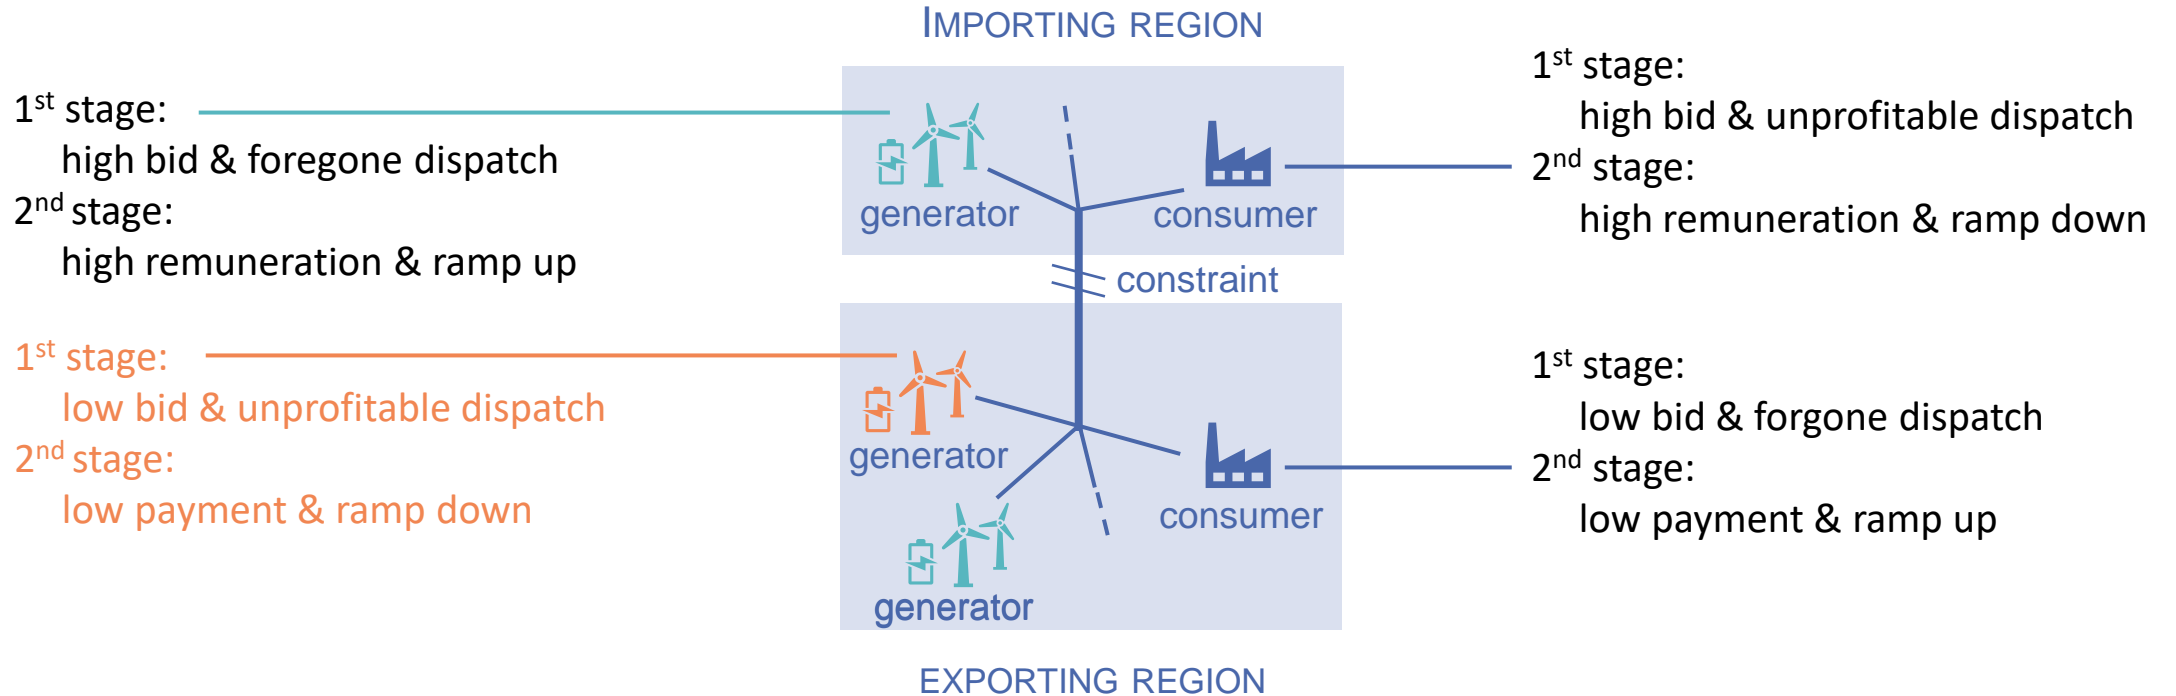 IMPORTING REGION
1st stage:
high bid & foregone dispatch
2nd stage:
high remuneration & ramp up
1st stage:
low bid & unprofitable dispatch
2nd stage:
low payment & ramp down
generator
consumer
constraint
generator
consumer
generator
1st stage:
high bid & unprofitable dispatch
2nd stage:
high remuneration & ramp down
1st stage:
low bid & forgone dispatch
2nd stage:
low payment & ramp up
EXPORTING REGION